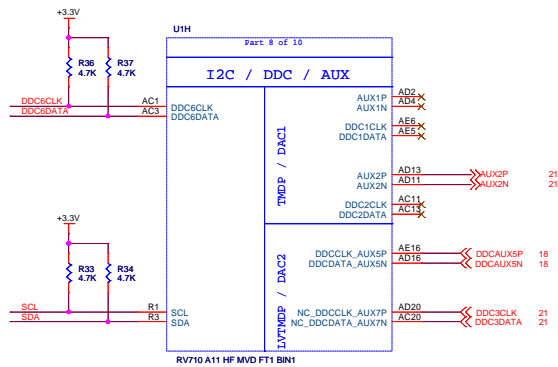 +3.3V
U1H
Part 8 of 10
I2C / DDC / AUX
R36
4.7K
R37
4.7K
DDC6CLK
DDC6DATA
AC1
AC3
DDC6CLK
DDC6DATA
TMDP / DAC1
AUX1P
AUX1N
AD2
AD4
DDC1CLK
DDC1DATA
AE6
AE5
AUX2P
AUX2N
AD13
AD11
AUX2P
21
AUX2N
21
DDC2CLK
DDC2DATA
AC11
AC13
+3.3V
R33
4.7K
R34
4.7K
SCL
SDA
R1
R3
SCL
SDA
LVTMDP / DAC2
DDCCLK_AUX5P
DDCDATA_AUX5N
AE16
AD16
DDCAUX5P
18
DDCAUX5N
18
NC_DDCCLK_AUX7P
NC_DDCDATA_AUX7N
AD20
AC20
DDC3CLK
21
DDC3DATA
21
RV710 A11 HF MVD FT1 BIN1